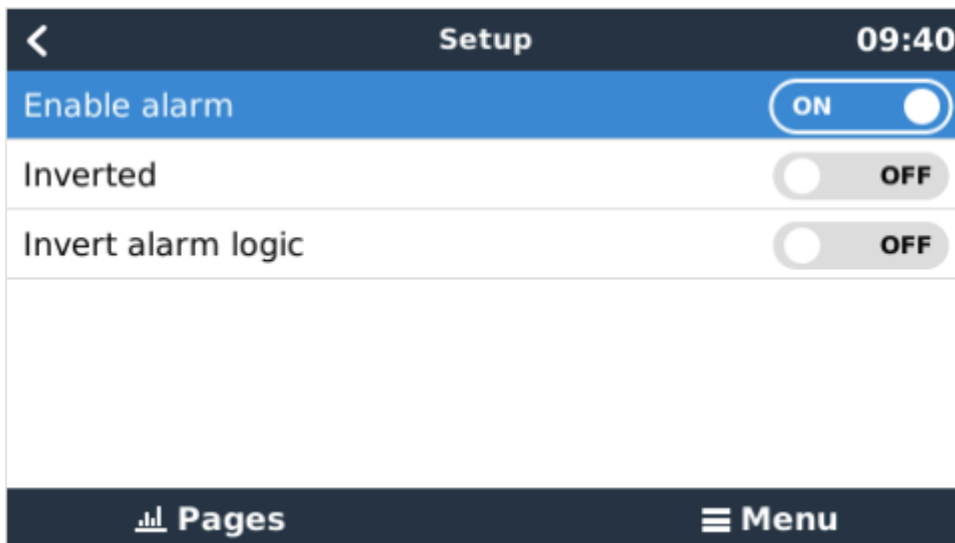 Setup 09:40
Enable alarm ON
Inverted OFF
Invert alarm logic OFF
Pages Menu